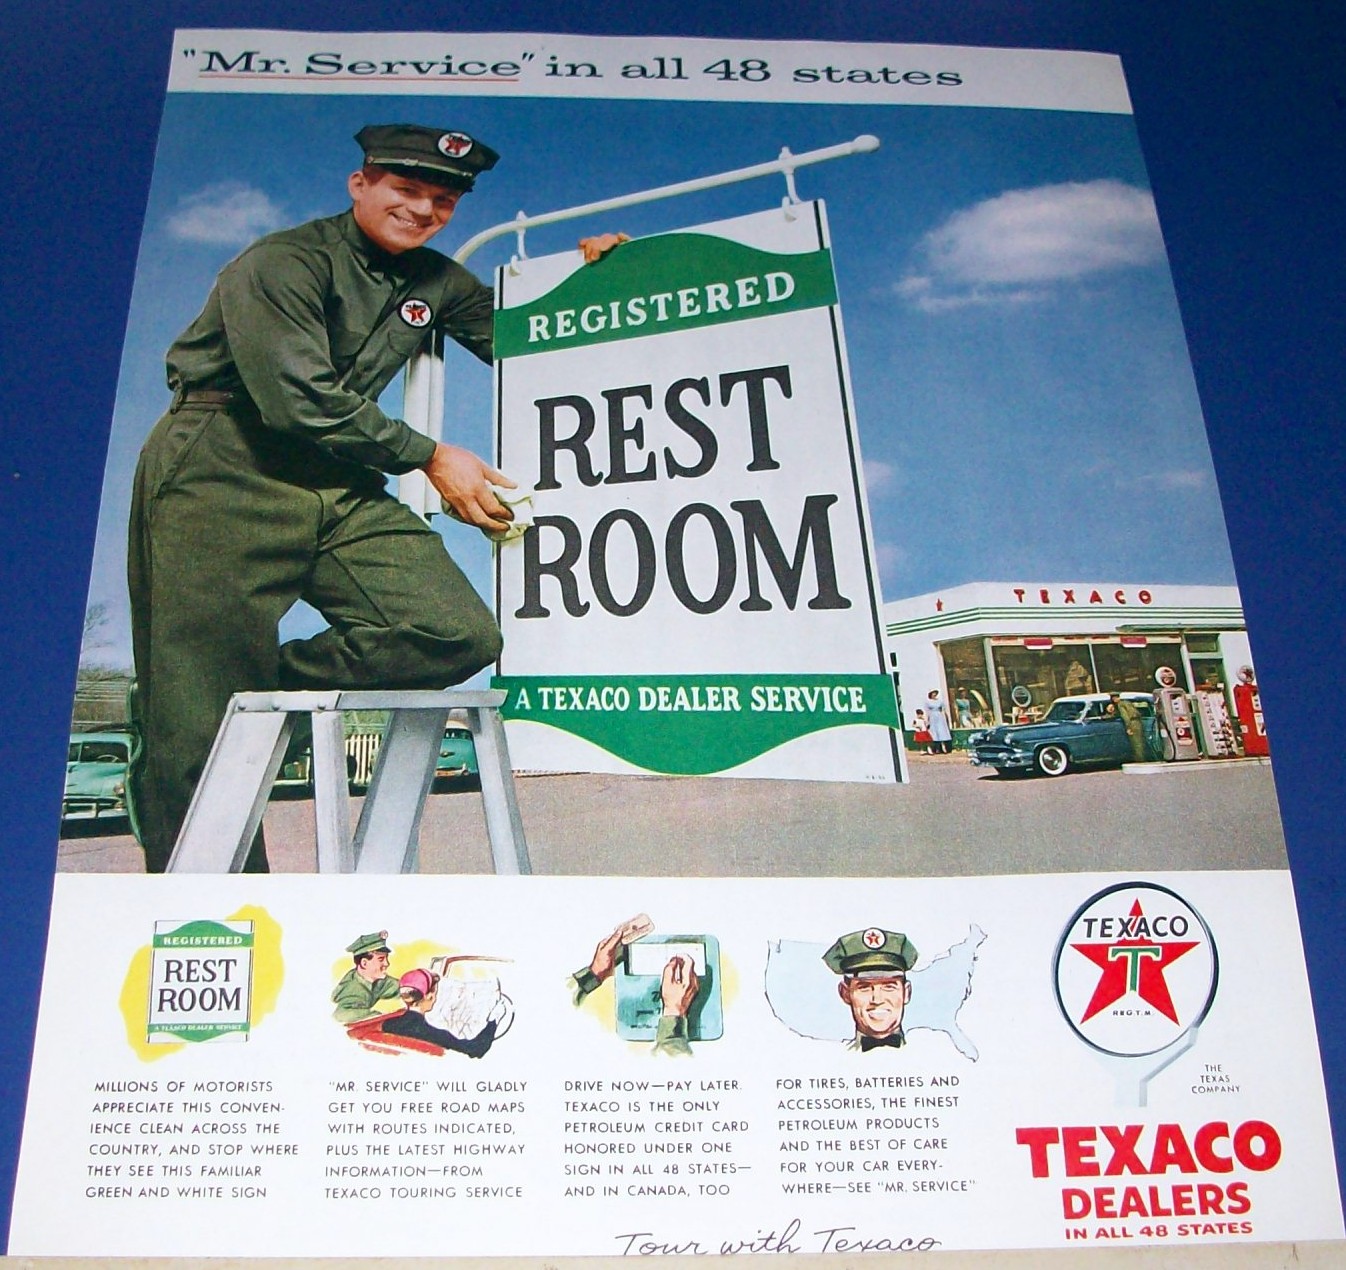 "Mr. Service" in all 48 states
REGISTERED
REST
ROOM
A TEXACO DEALER SERVICE
TEXACO
REGISTERED
REST
ROOM
A TEXACO DEALER SERVICE
MILLIONS OF MOTORISTS
APPRECIATE THIS CONVEN-
IENCE CLEAN ACROSS THE
COUNTRY, AND STOP WHERE
THEY SEE THIS FAMILIAR
GREEN AND WHITE SIGN
"MR. SERVICE" WILL GLADLY
GET YOU FREE ROAD MAPS
WITH ROUTES INDICATED,
PLUS THE LATEST HIGHWAY
INFORMATION—FROM
TEXACO TOURING SERVICE
DRIVE NOW—PAY LATER.
TEXACO IS THE ONLY
PETROLEUM CREDIT CARD
HONORED UNDER ONE
SIGN IN ALL 48 STATES—
AND IN CANADA, TOO
FOR TIRES, BATTERIES AND
ACCESSORIES, THE FINEST
PETROLEUM PRODUCTS
AND THE BEST OF CARE
FOR YOUR CAR EVERY-
WHERE—SEE "MR. SERVICE"
TEXACO
T
REG. T.M.
THE
TEXAS
COMPANY
TEXACO
DEALERS
IN ALL 48 STATES
Tour with Texaco